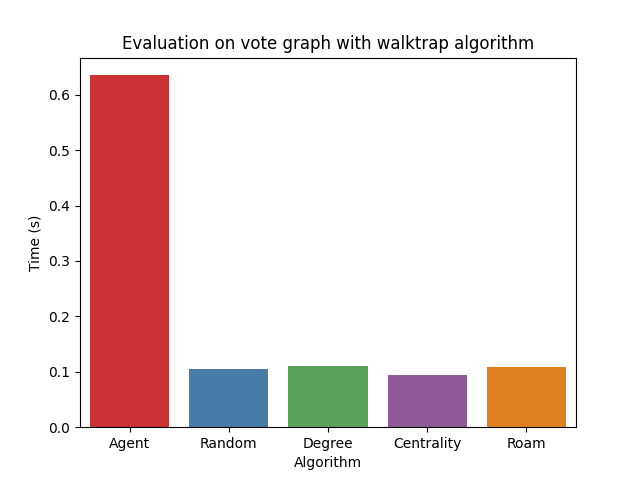 Evaluation on vote graph with walktrap algorithm
0.6
0.5
0.4
0.3
0.2
0.1
0.0
Time (s)
Agent Random Degree Centrality Roam
Algorithm